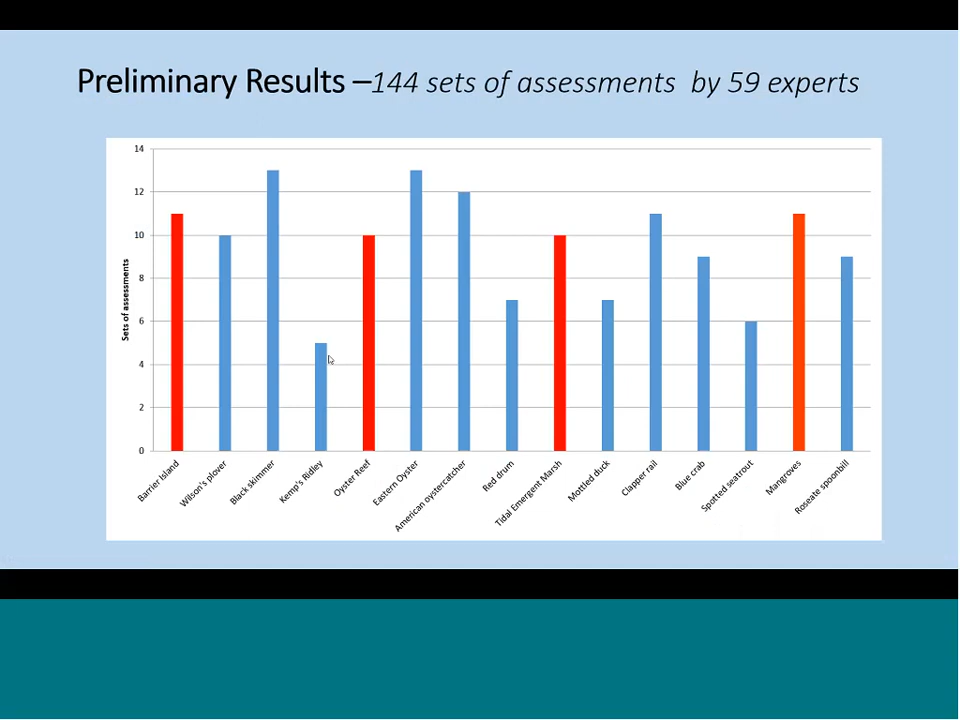 Preliminary Results –144 sets of assessments by 59 experts
14
12
10
8
6
4
2
0
Sets of assessments
Barrier Island
Wilson's plover
Black skimmer
Kemp's Ridley
Oyster Reef
Eastern Oyster
American oystercatcher
Red drum
Tidal Emergent Marsh
Mottled duck
Clapper rail
Blue crab
Spotted seatrout
Mangroves
Roseate spoonbill